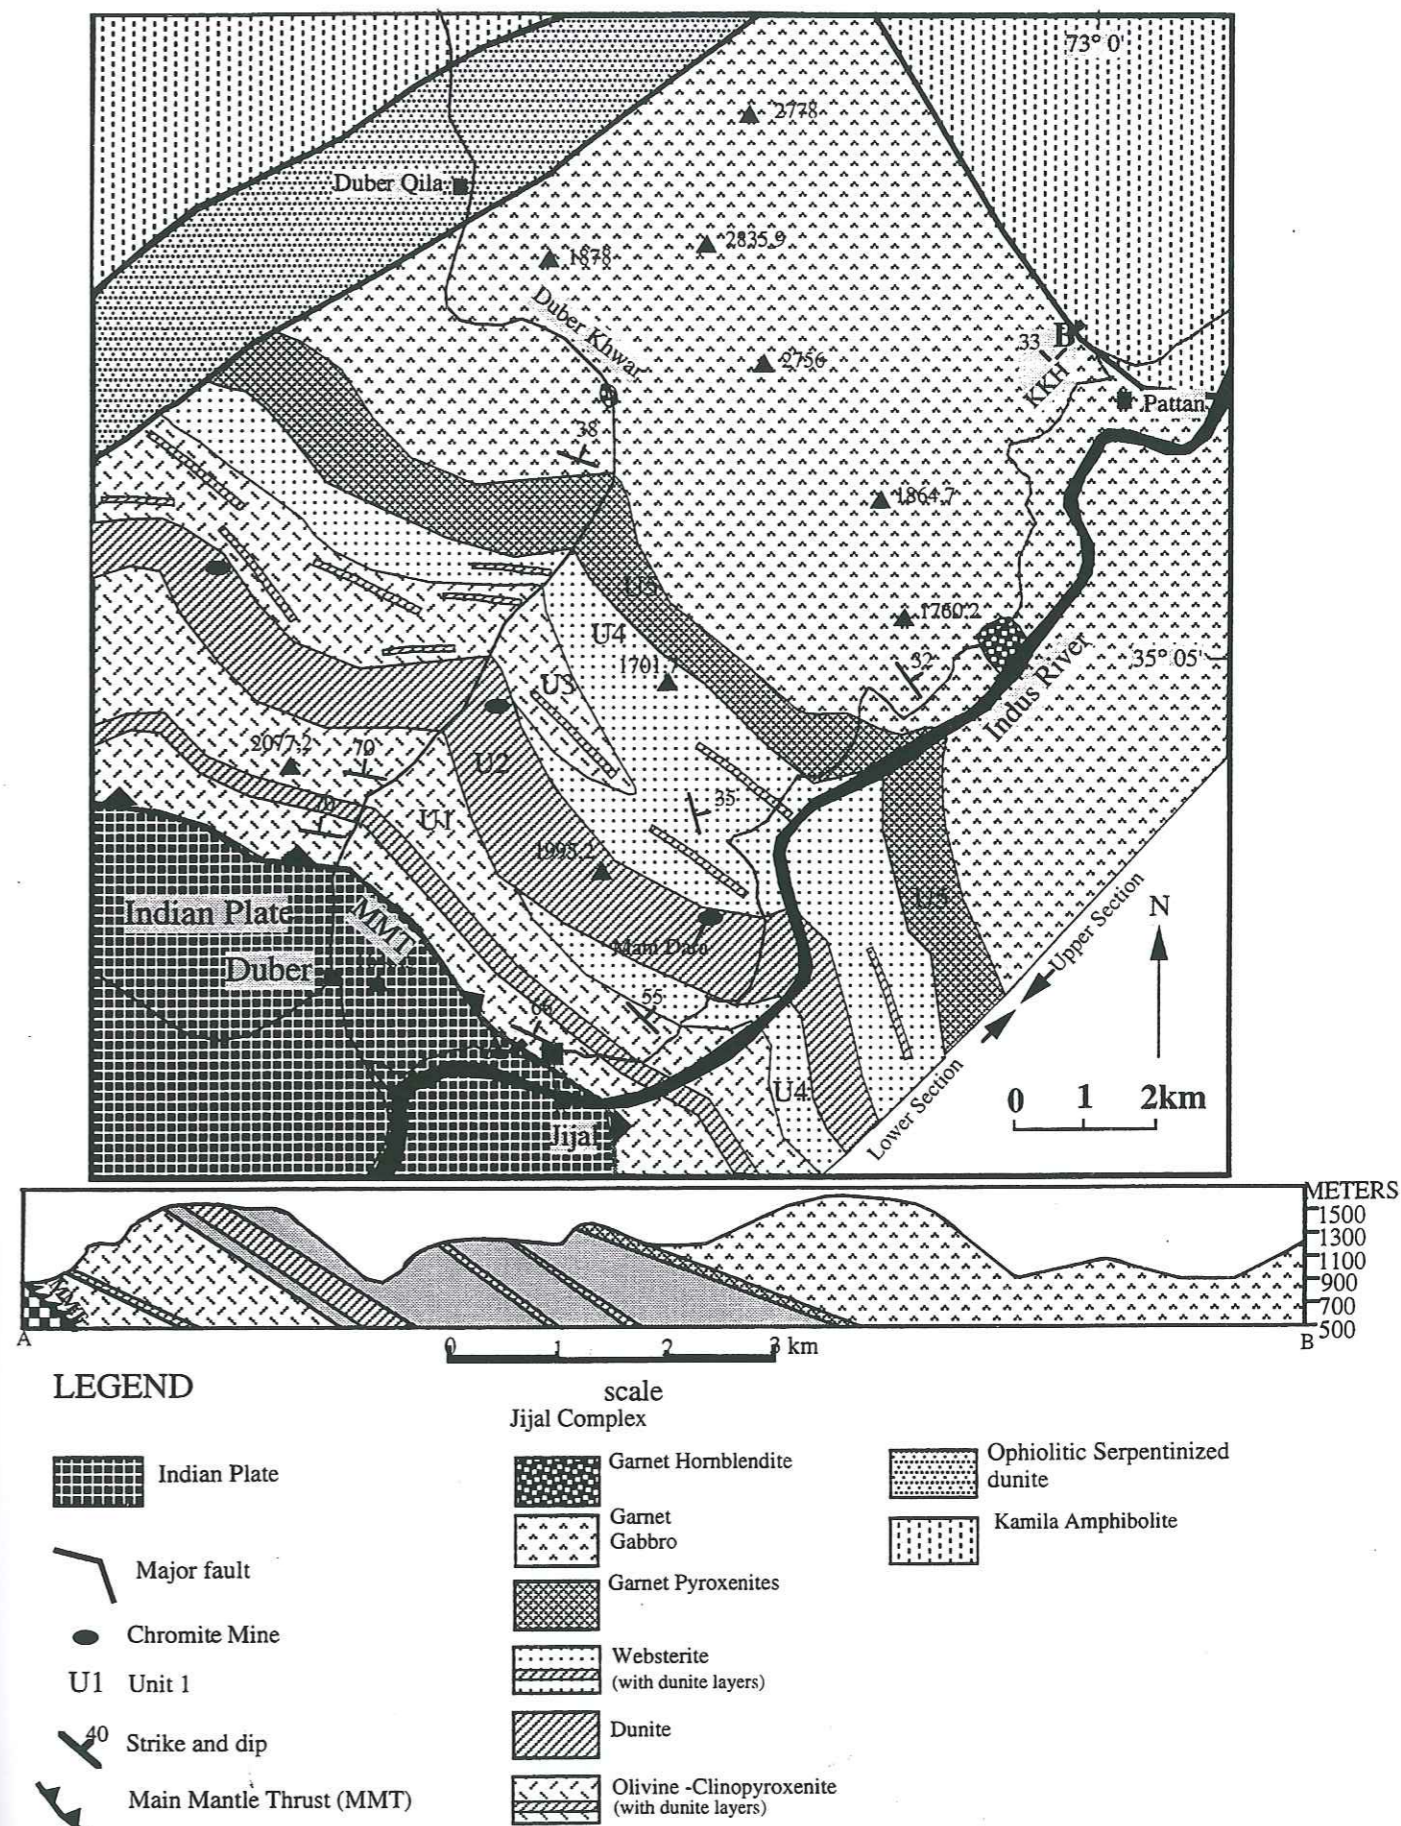 73° 0'
2778
Duber Qila
2835.9
1878
Duber Khwar
2756
33
B
KKH
Pattan
38
1864.7
U5
1760.2
U4
32
35° 05'
1701.7
U3
Indus River
2077.2
70
U2
70
35
U1
1995.2
U5
Indian Plate
MMT
Upper Section
N
Mani Dara
Duber
55
66
U4
Lower Section
0 1 2km
Jijal
METERS
1500
1300
1100
900
MMT
700
500
A
B
0 1 2 3 km
LEGEND
scale
Jijal Complex
Indian Plate
Garnet Hornblendite
Ophiolitic Serpentinized
dunite
Garnet
Gabbro
Kamila Amphibolite
Major fault
Garnet Pyroxenites
Chromite Mine
Websterite
(with dunite layers)
U1 Unit 1
40
Strike and dip
Dunite
Main Mantle Thrust (MMT)
Olivine -Clinopyroxenite
(with dunite layers)